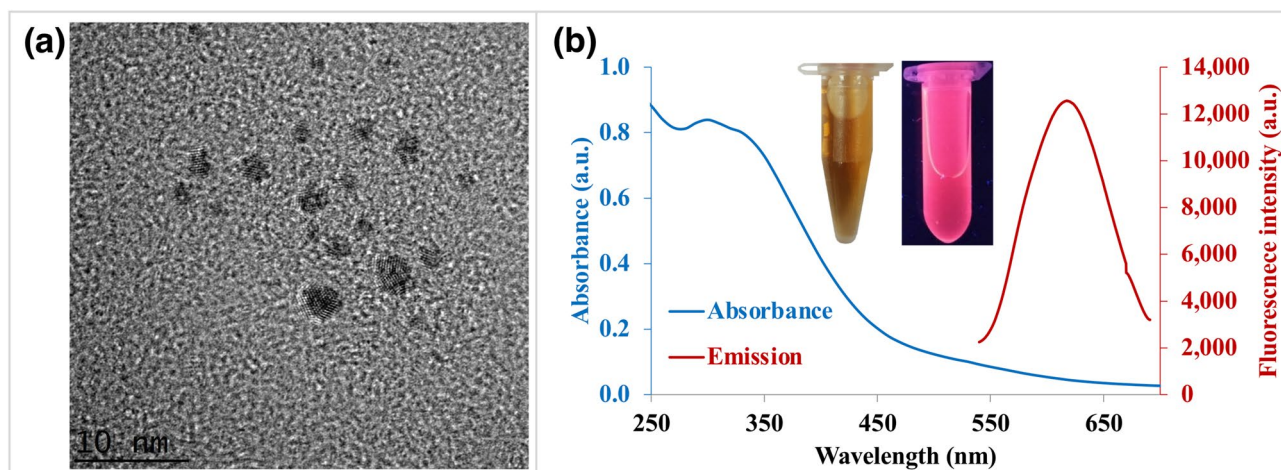 (a)
10 nm
(b)
1.0
0.8
0.6
0.4
0.2
0.0
Absorbance (a.u.)
Absorbance
Emission
250
350
450
550
650
Wavelength (nm)
14,000
12,000
10,000
8,000
6,000
4,000
2,000
0
Fluorescnece intensity (a.u.)